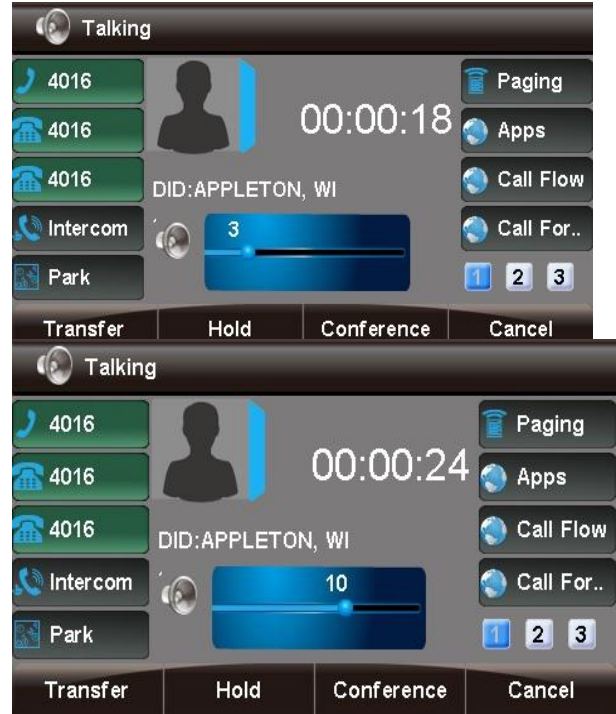 Talking
4016
4016
4016
Intercom
Park
00:00:18
DID:APPLETON, WI
3
Paging
Apps
Call Flow
Call For..
1 2 3
Transfer Hold Conference Cancel
Talking
4016
4016
4016
Intercom
Park
00:00:24
DID:APPLETON, WI
10
Paging
Apps
Call Flow
Call For..
1 2 3
Transfer Hold Conference Cancel